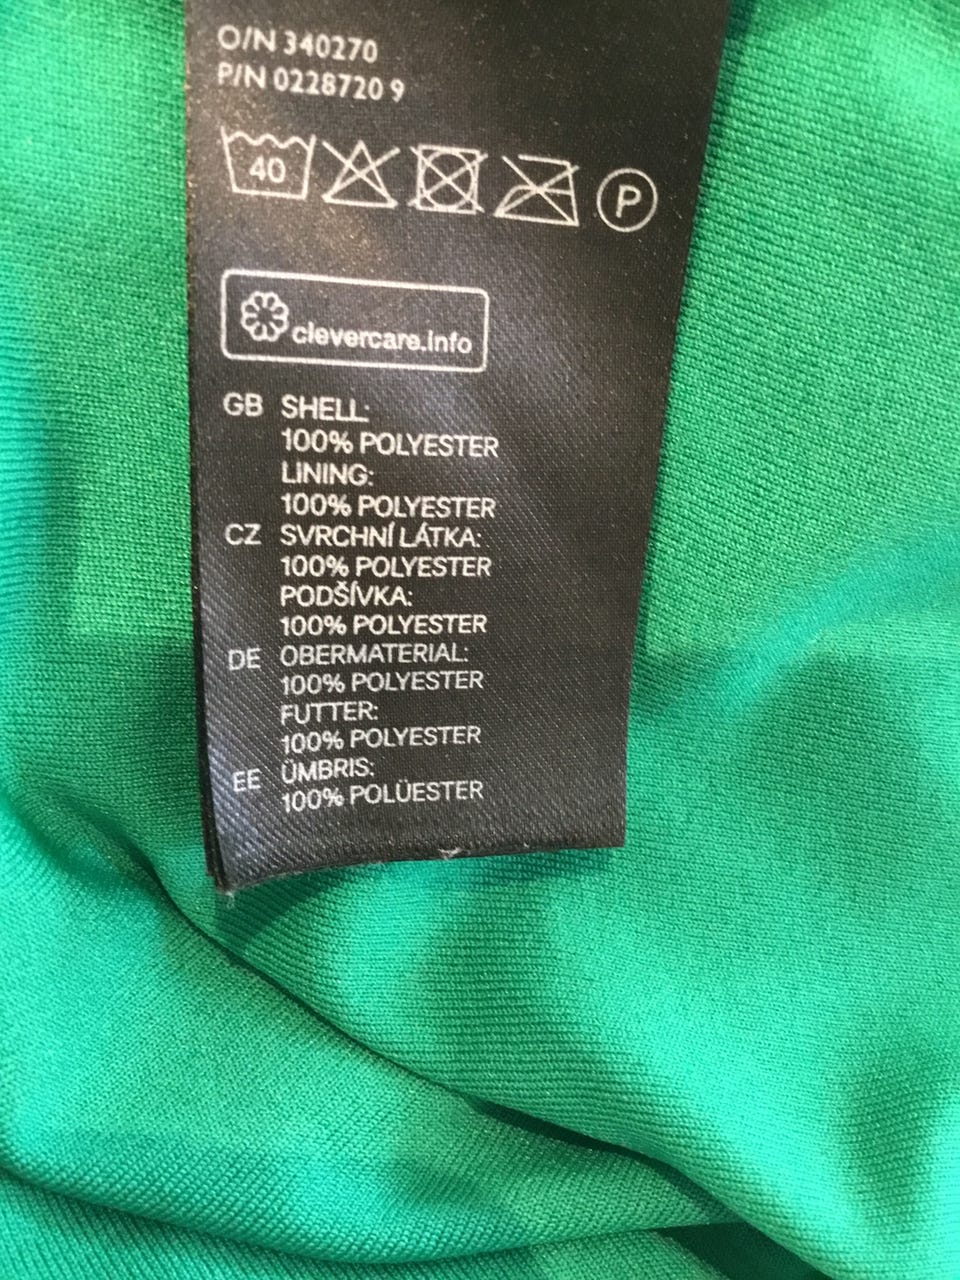 O/N 340270
P/N 0228720 9
40 P
clevercare.info
GB SHELL:
100% POLYESTER
LINING:
100% POLYESTER
CZ SVRCHNÍ LÁTKA:
100% POLYESTER
PODŠÍVKA:
100% POLYESTER
DE OBERMATERIAL:
100% POLYESTER
FUTTER:
100% POLYESTER
EE ÜMBRIS:
100% POLÜESTER